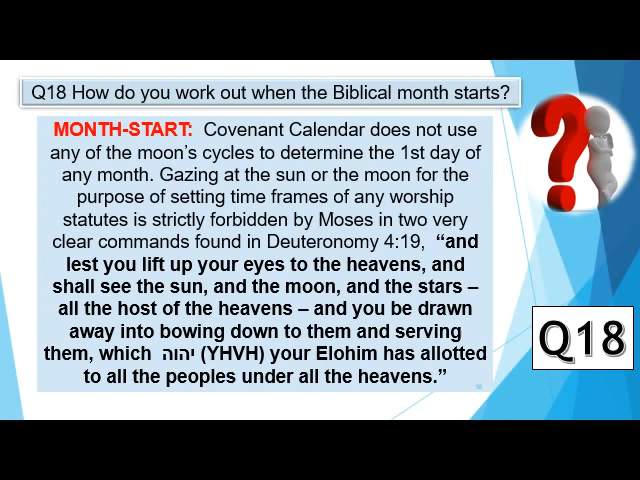 Q18 How do you work out when the Biblical month starts?
MONTH-START: Covenant Calendar does not use
any of the moon's cycles to determine the 1st day of
any month. Gazing at the sun or the moon for the
purpose of setting time frames of any worship
statutes is strictly forbidden by Moses in two very
clear commands found in Deuteronomy 4:19, “and
lest you lift up your eyes to the heavens, and
shall see the sun, and the moon, and the stars –
all the host of the heavens – and you be drawn
away into bowing down to them and serving
them, which יהוה (YHVH) your Elohim has allotted
to all the peoples under all the heavens.”
Q18